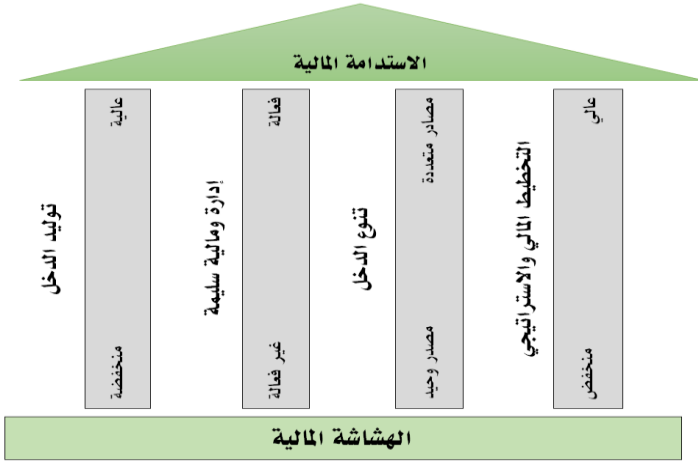 الاستدامة المالية
التخطيط المالي والاستراتيجي
عالي
منخفض
تنوع الدخل
مصادر متعددة
مصدر وحيد
إدارة ومالية سليمة
فعالة
غير فعالة
توليد الدخل
عالية
منخفضة
الهشاشة المالية